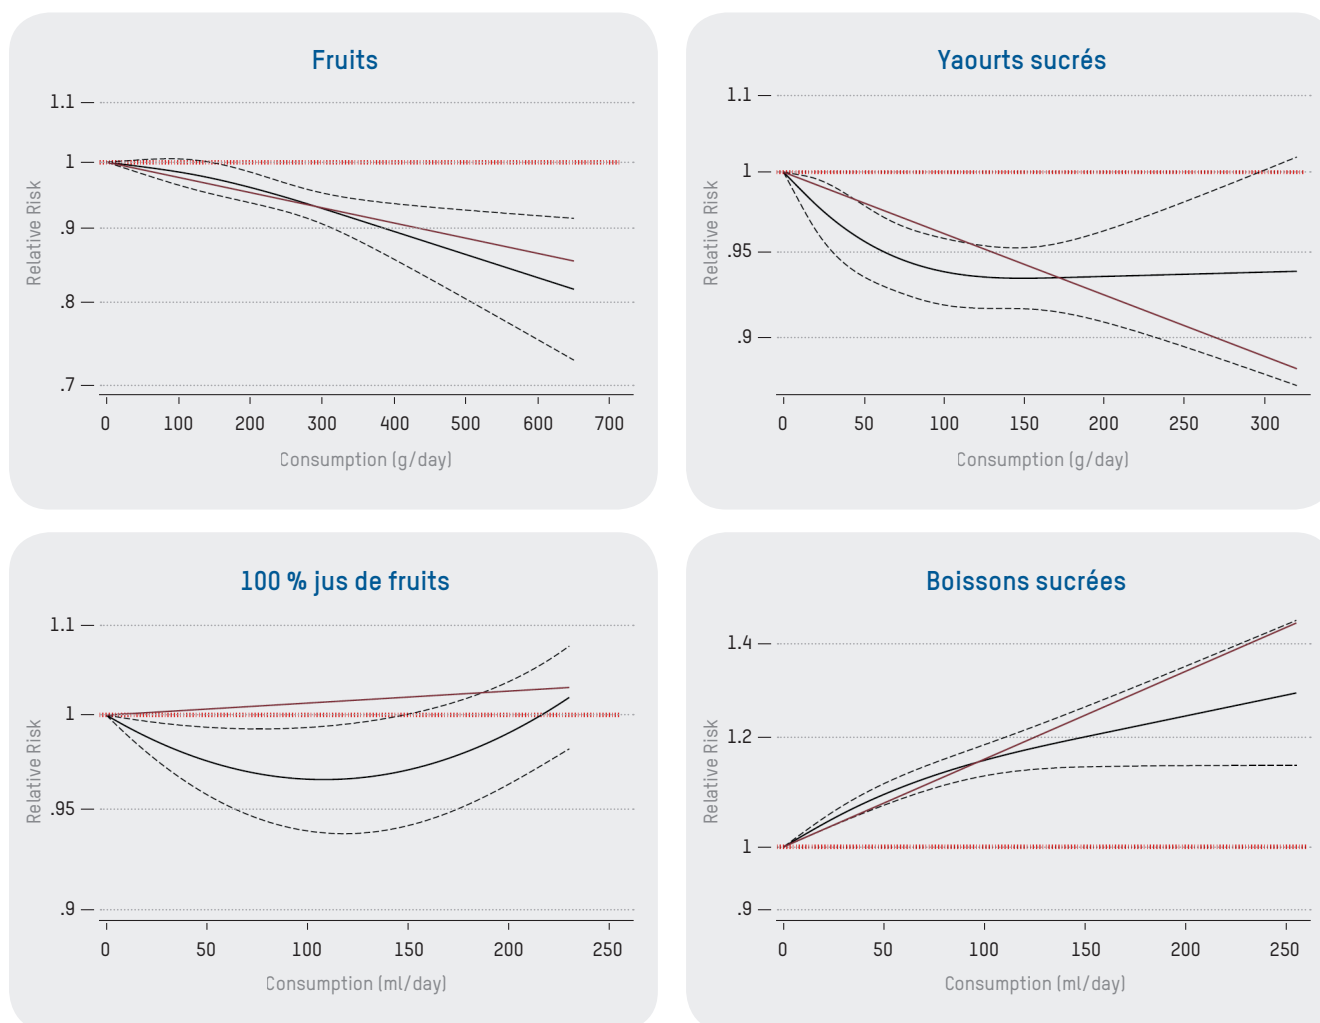 Fruits
1.1
1
.9
.8
.7
Relative Risk
0 100 200 300 400 500 600 700
Consumption (g/day)
Yaourts sucrés
1.1
1
.95
.9
Relative Risk
0 50 100 150 200 250 300
Consumption (g/day)
100 % jus de fruits
1.1
1
.95
.9
Relative Risk
0 50 100 150 200 250
Consumption (ml/day)
Boissons sucrées
1.4
1.2
1
.9
Relative Risk
0 50 100 150 200 250
Consumption (ml/day)